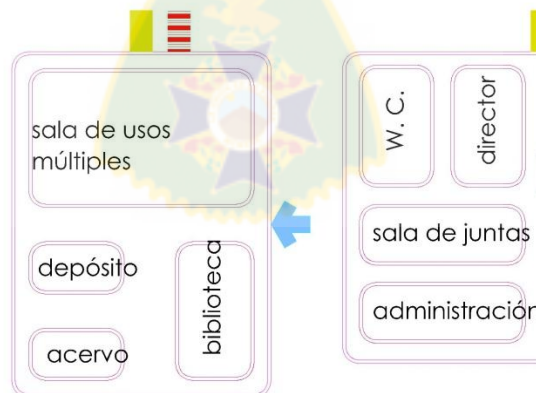 sala de usos
múltiples
depósito
acervo
biblioteca
W. C.
director
sala de juntas
administración